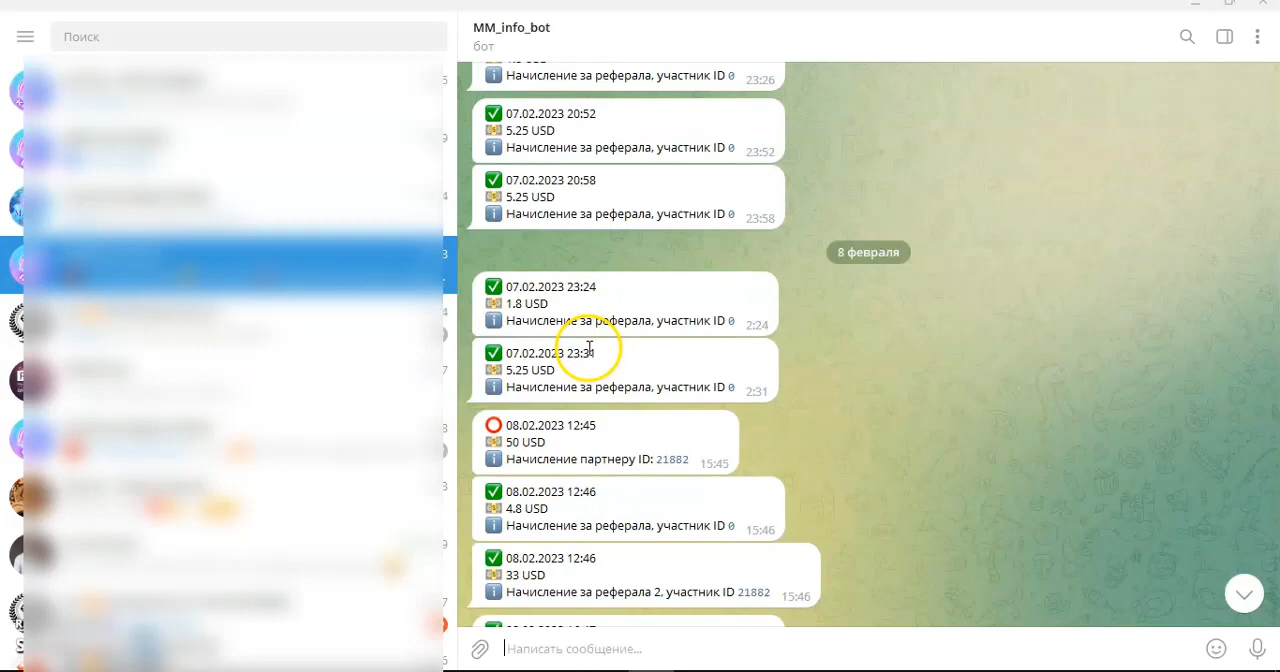 Поиск
MM_info_bot
бот
Начисление за реферала, участник ID 0
23:26
07.02.2023 20:52
5.25 USD
Начисление за реферала, участник ID 0
23:52
07.02.2023 20:58
5.25 USD
Начисление за реферала, участник ID 0
23:58
8 февраля
07.02.2023 23:24
1.8 USD
Начисление за реферала, участник ID 0
2:24
07.02.2023 23:31
5.25 USD
Начисление за реферала, участник ID 0
2:31
08.02.2023 12:45
50 USD
Начисление партнеру ID: 21882
15:45
08.02.2023 12:46
4.8 USD
Начисление за реферала, участник ID 0
15:46
08.02.2023 12:46
33 USD
Начисление за реферала 2, участник ID 21882
15:46
Написать сообщение...